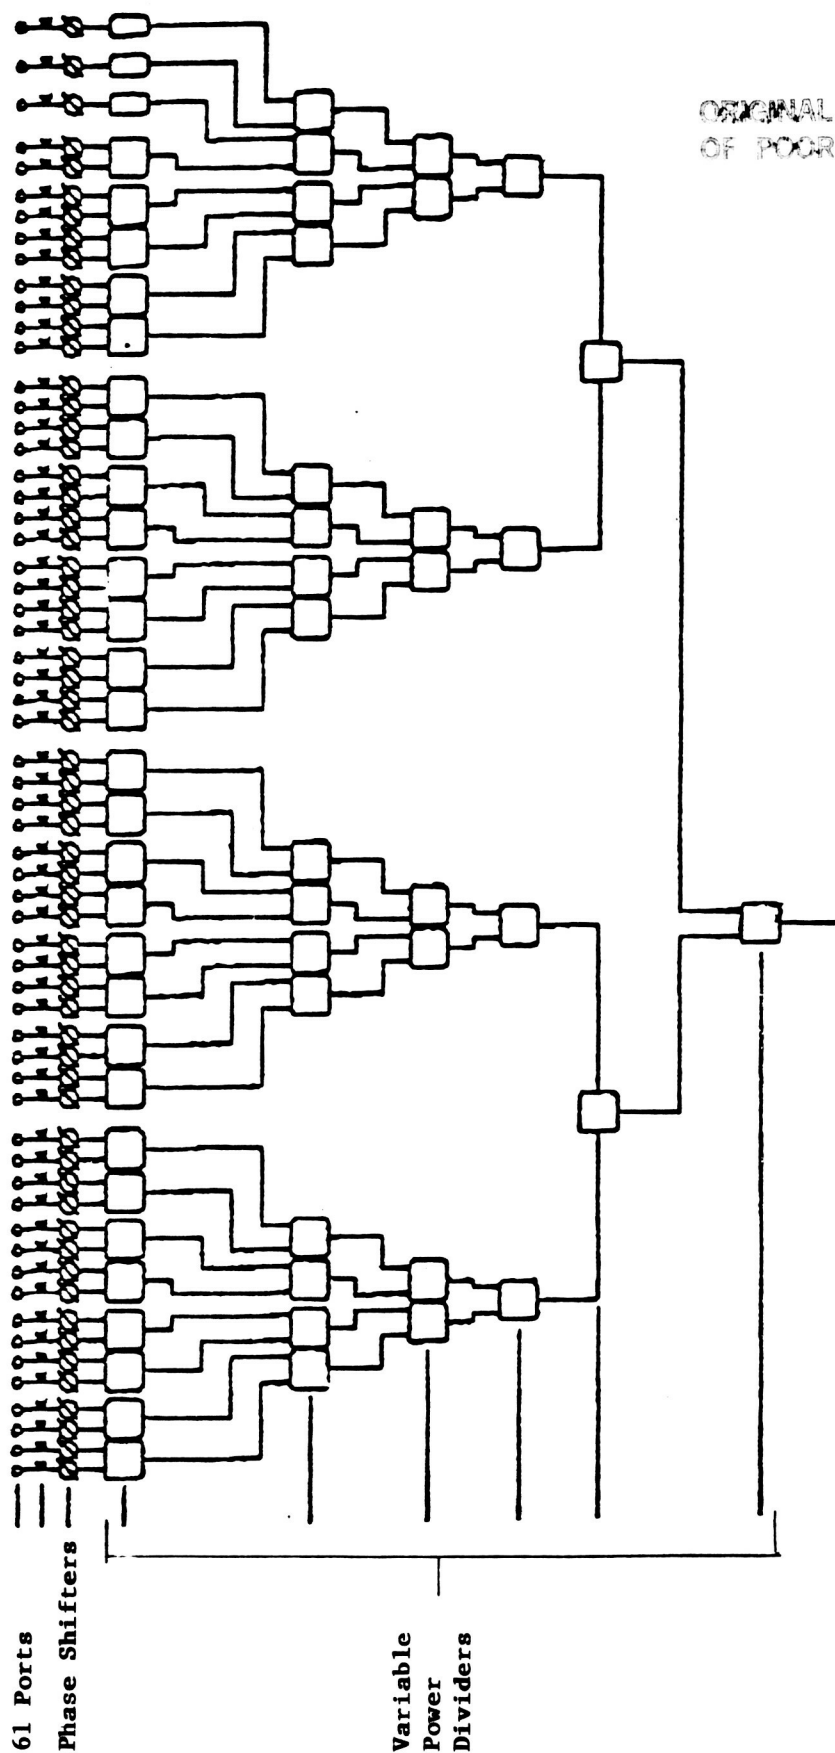 61 Ports
Phase Shifters
Variable
Power
Dividers
ORIGINAL
OF POOR